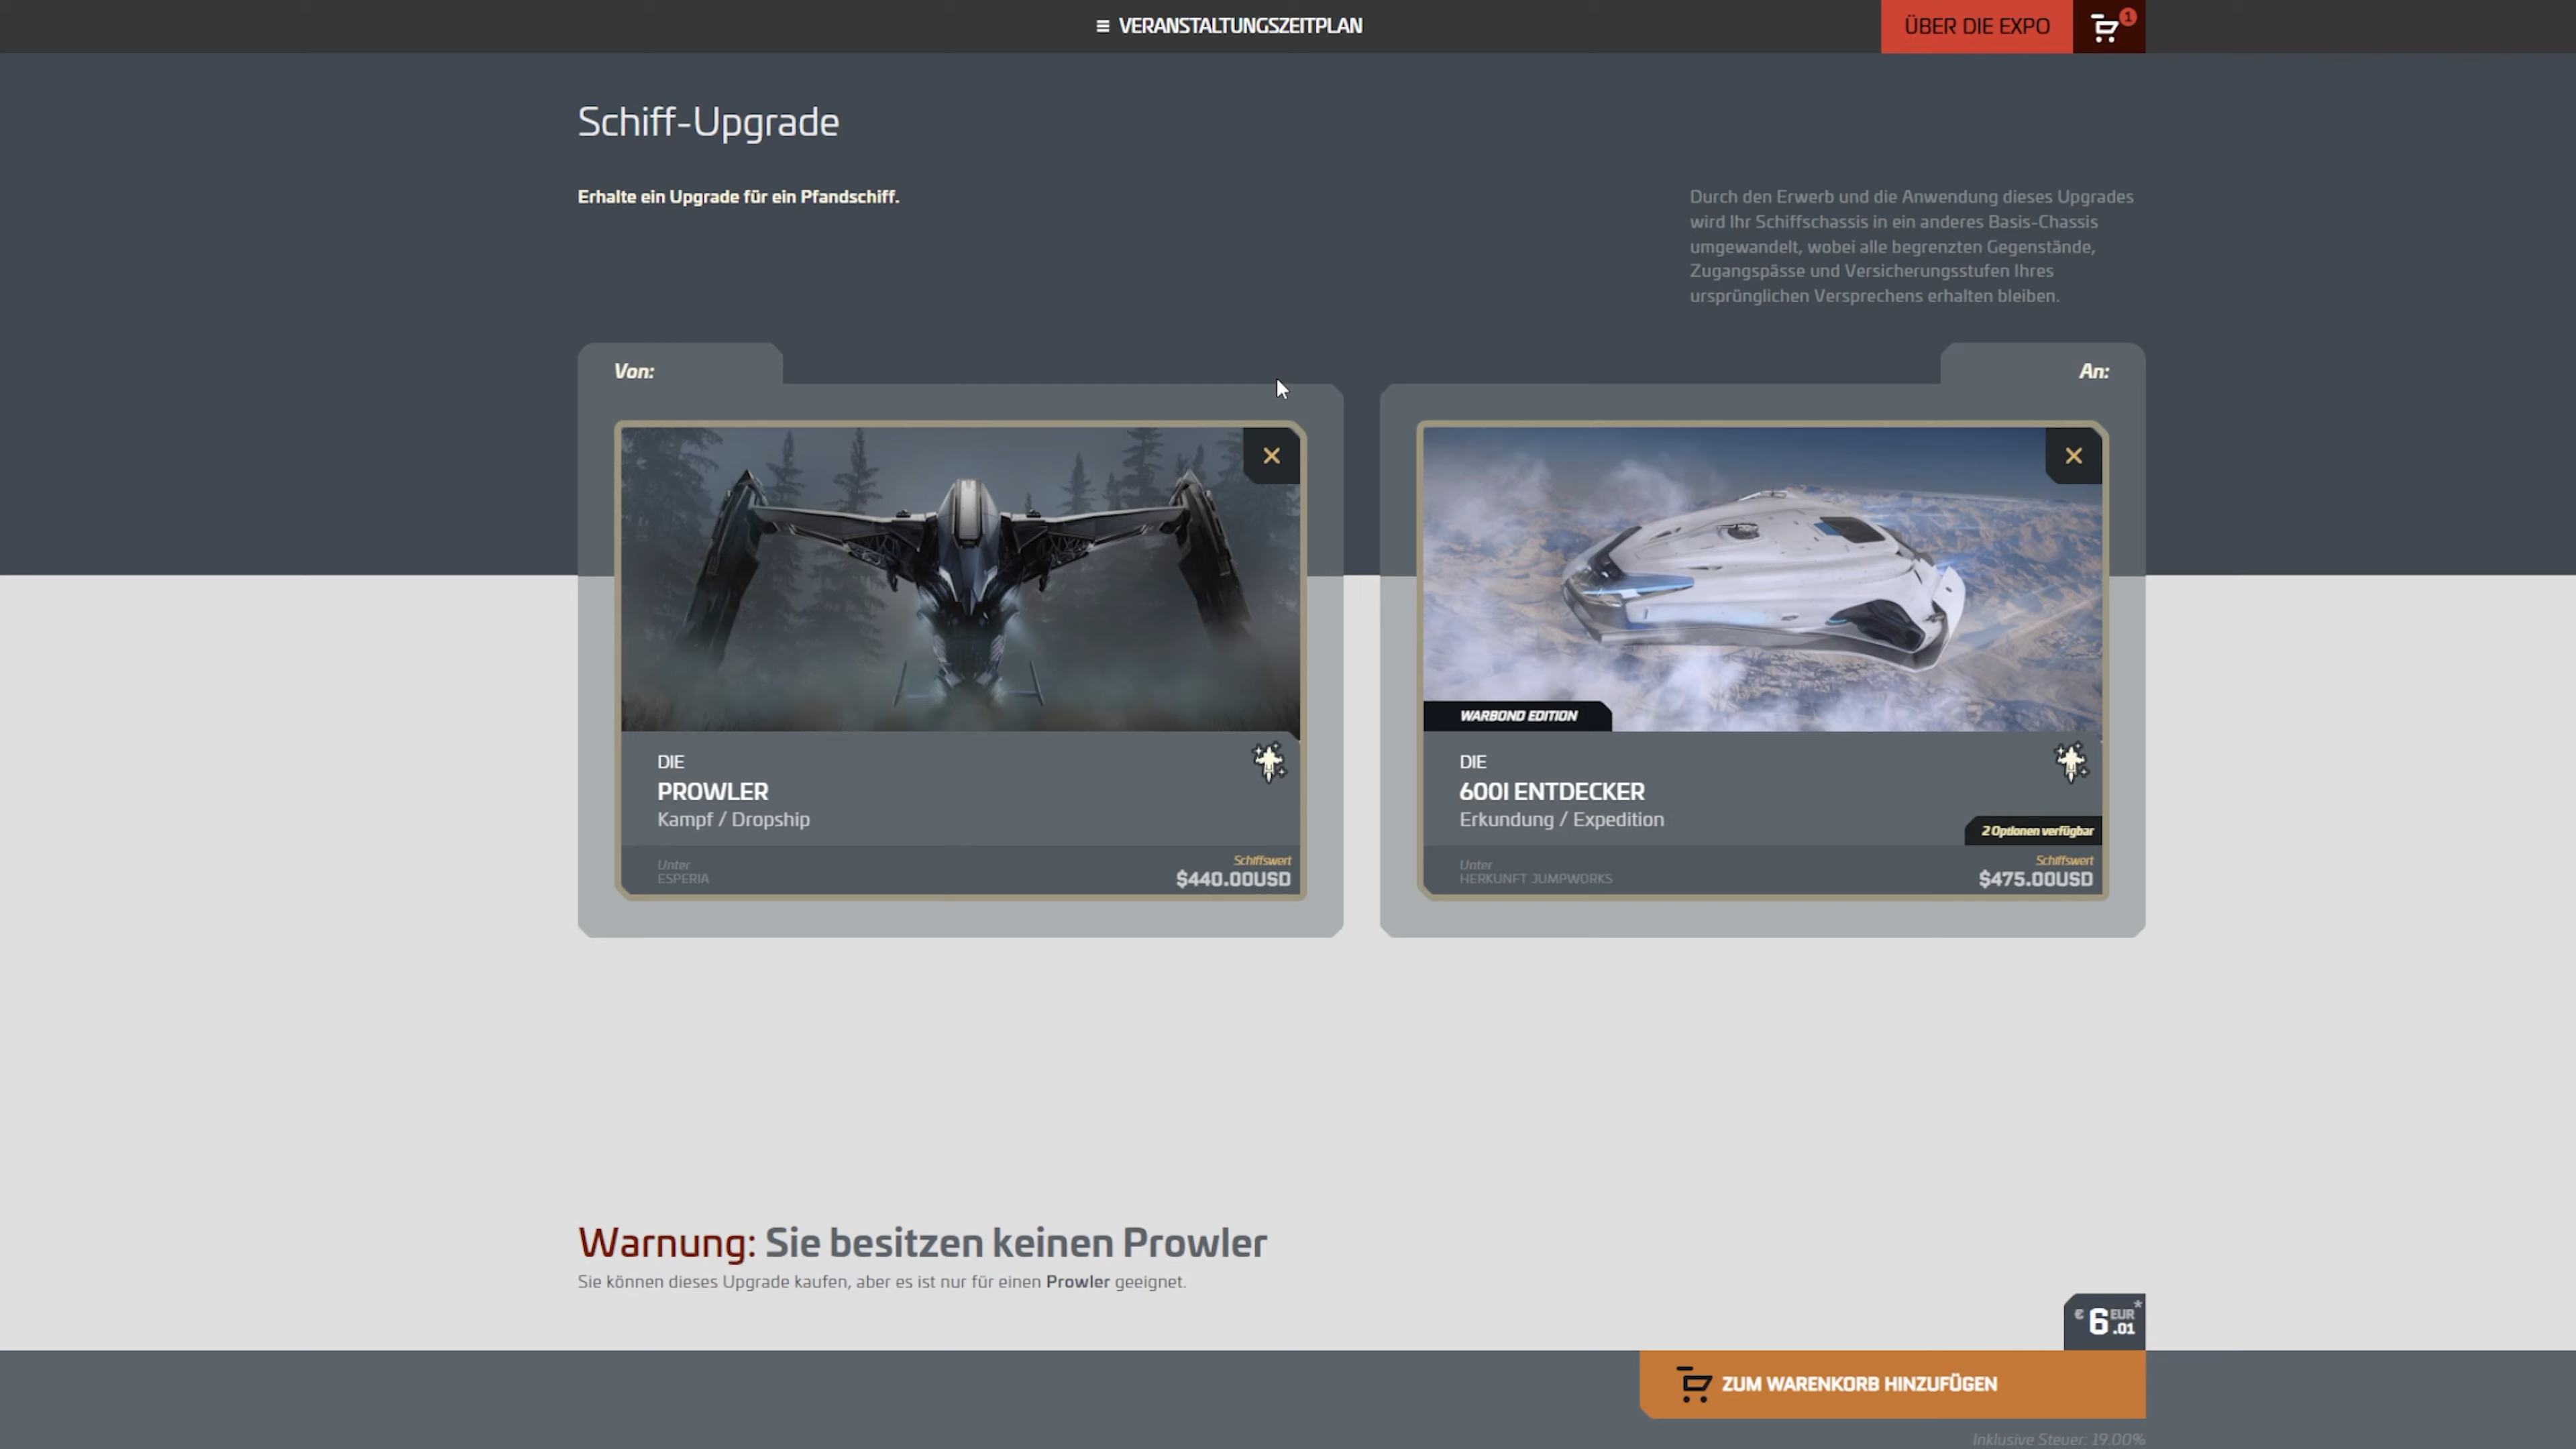 VERANSTALTUNGSZEITPLAN
ÜBER DIE EXPO
1
Schiff-Upgrade
Erhalte ein Upgrade für ein Pfandschiff.
Durch den Erwerb und die Anwendung dieses Upgrades
wird Ihr Schiffschassis in ein anderes Basis-Chassis
umgewandelt, wobei alle begrenzten Gegenstände,
Zugangspässe und Versicherungsstufen Ihres
ursprünglichen Versprechens erhalten bleiben.
Von:
DIE
PROWLER
Kampf / Dropship
Unter
ESPERIA
Schiffswert
$440.00USD
An:
WARBOND EDITION
DIE
600I ENTDECKER
Erkundung / Expedition
2 Optionen verfügbar
Unter
HERKUNFT JUMPWORKS
Schiffswert
$475.00USD
Warnung: Sie besitzen keinen Prowler
Sie können dieses Upgrade kaufen, aber es ist nur für einen Prowler geeignet.
€ 6.01 EUR*
ZUM WARENKORB HINZUFÜGEN
Inklusive Steuer: 19.00%